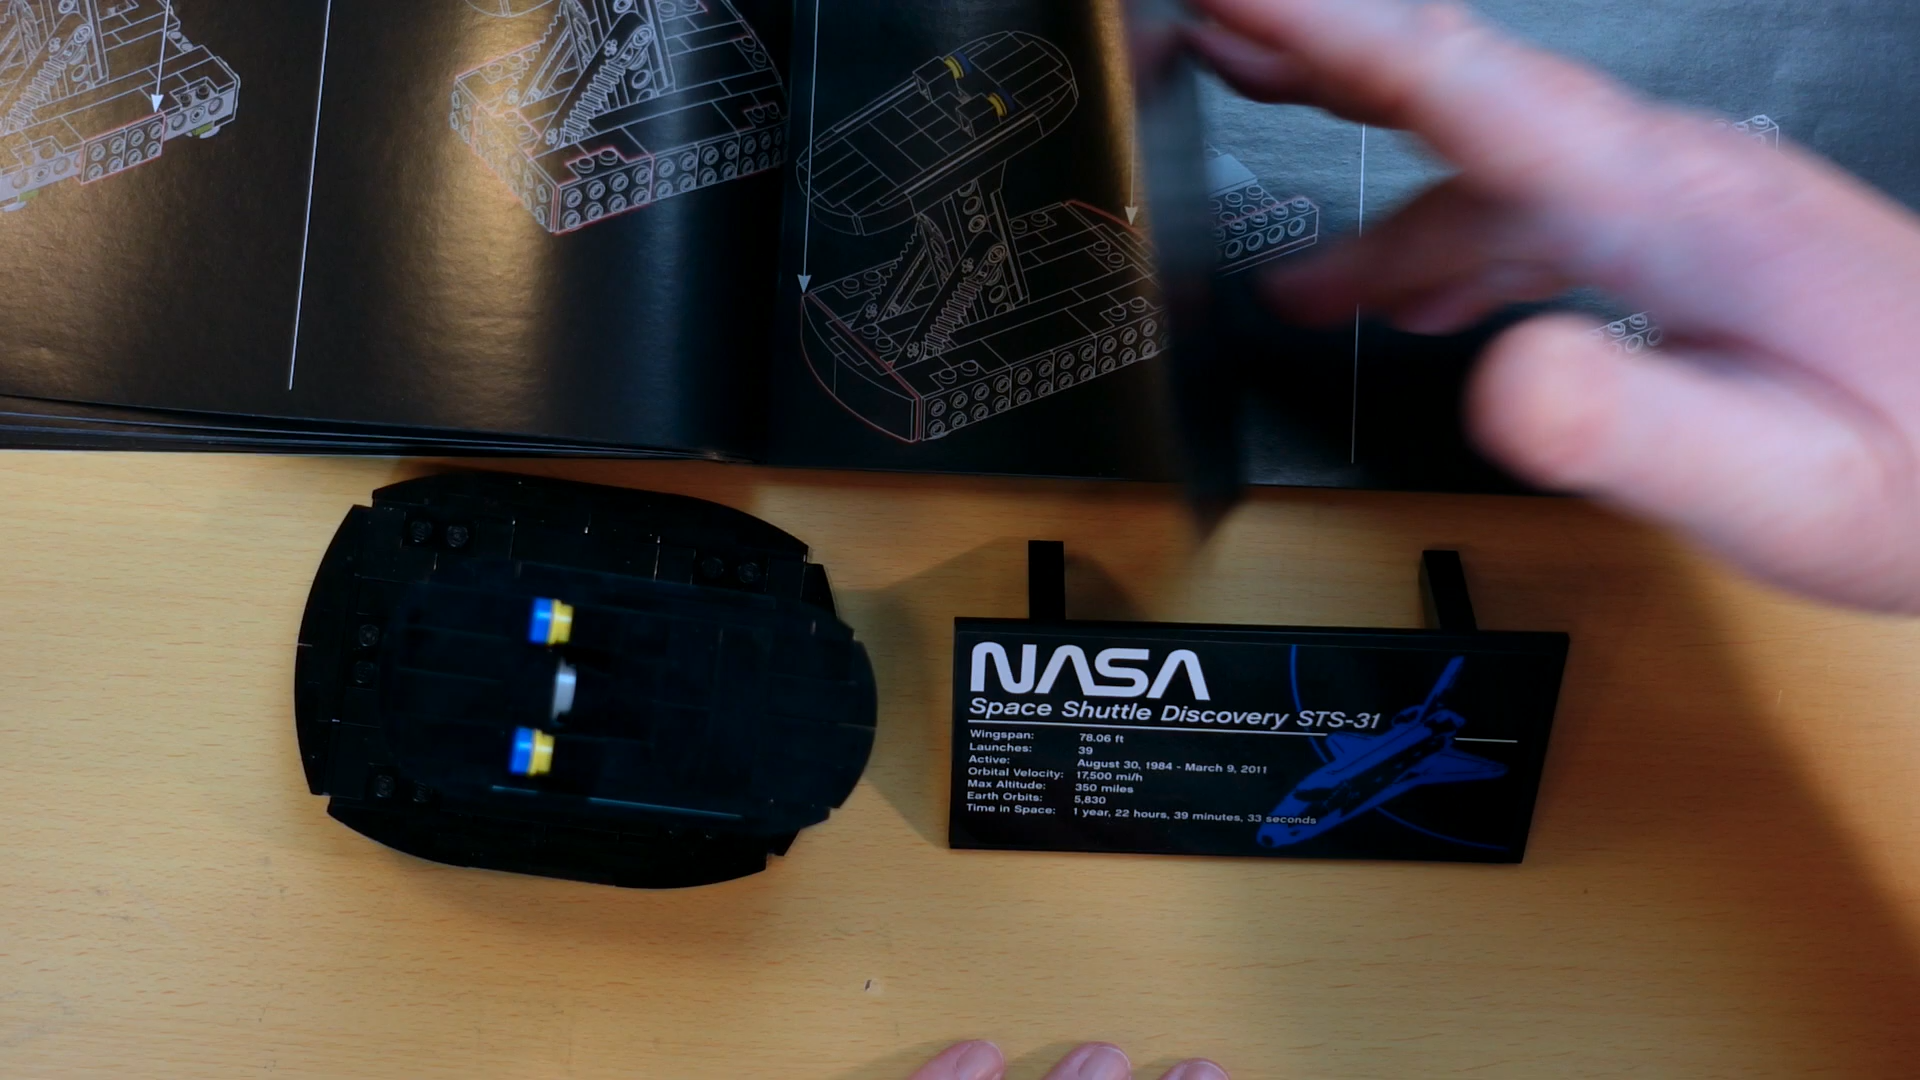 NASA
Space Shuttle Discovery STS-31
Wingspan: 78.06 ft
Launches: 39
Active: August 30, 1984 - March 9, 2011
Orbital Velocity: 17,500 mi/h
Max Altitude: 350 miles
Earth Orbits: 5,830
Time in Space: 1 year, 22 hours, 39 minutes, 33 seconds